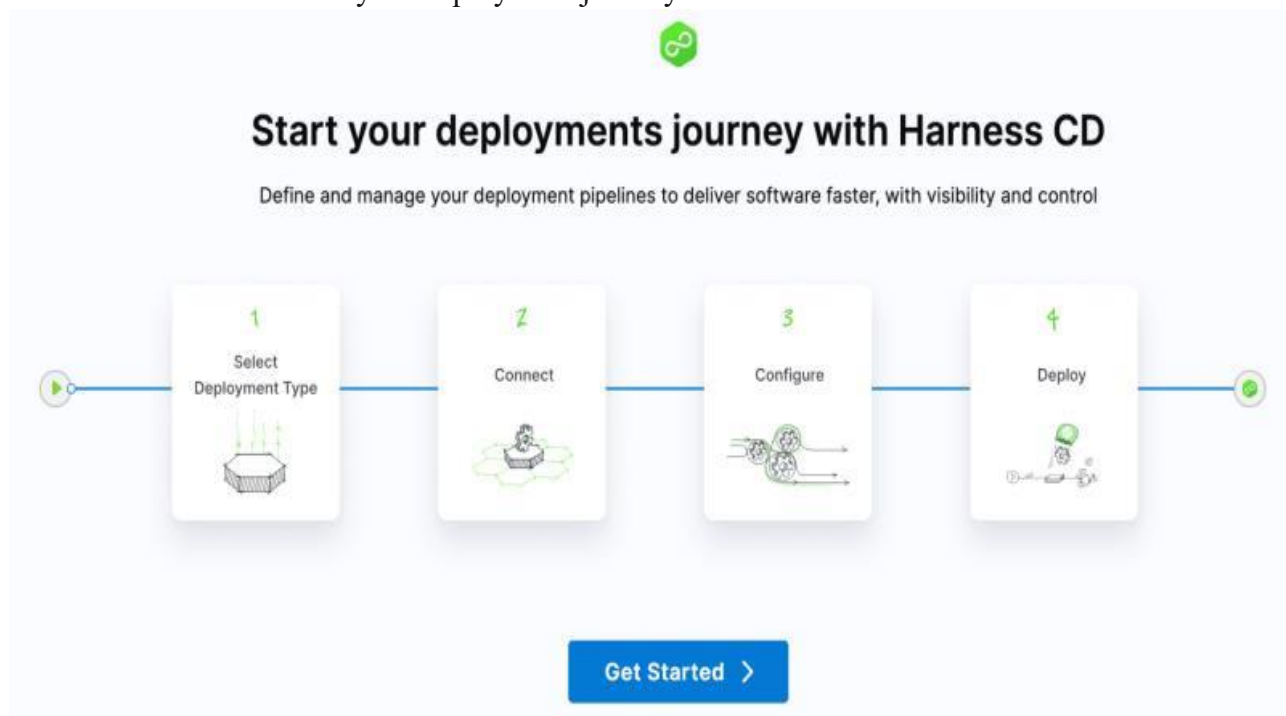 Start your deployments journey with Harness CD
Define and manage your deployment pipelines to deliver software faster, with visibility and control
1
Select
Deployment Type
2
Connect
3
Configure
4
Deploy
Get Started